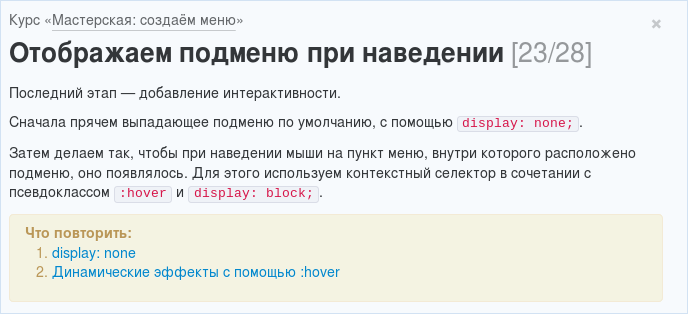 Курс «Мастерская: создаём меню»
×
Отображаем подменю при наведении [23/28]
Последний этап — добавление интерактивности.
Сначала прячем выпадающее подменю по умолчанию, с помощью display: none; .
Затем делаем так, чтобы при наведении мыши на пункт меню, внутри которого расположено
подменю, оно появлялось. Для этого используем контекстный селектор в сочетании с
псевдоклассом :hover и display: block; .
Что повторить:
1. display: none
2. Динамические эффекты с помощью :hover